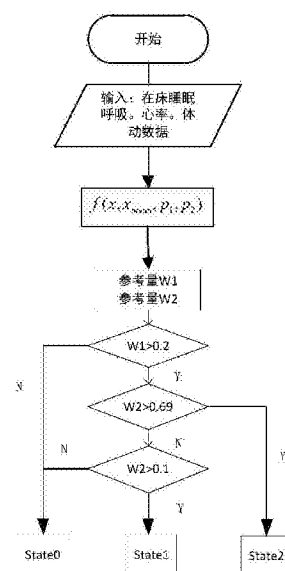 开始
输入：在床睡眠
呼吸。心率。体
动数据
参考量W1
参考量W2
W1>0.2
N
Y
W2>0.69
N
Y
N
W2>0.1
Y
State0
State1
State2